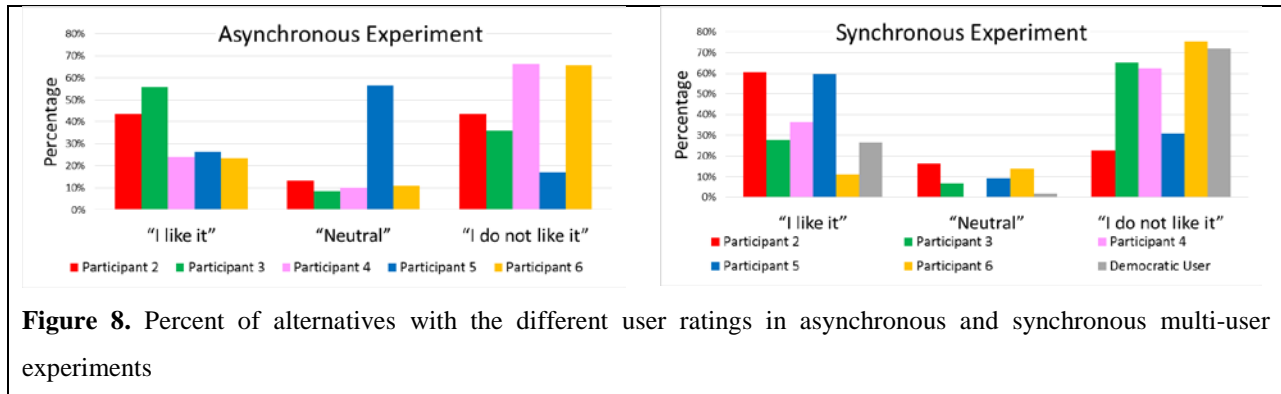 Asynchronous Experiment
Percentage
80%
70%
60%
50%
40%
30%
20%
10%
0%
“I like it”
“Neutral”
“I do not like it”
Participant 2 Participant 3 Participant 4 Participant 5 Participant 6
Synchronous Experiment
Percentage
80%
70%
60%
50%
40%
30%
20%
10%
0%
“I like it”
“Neutral”
“I do not like it”
Participant 2 Participant 3 Participant 4
Participant 5 Participant 6 Democratic User
Figure 8. Percent of alternatives with the different user ratings in asynchronous and synchronous multi-user
experiments